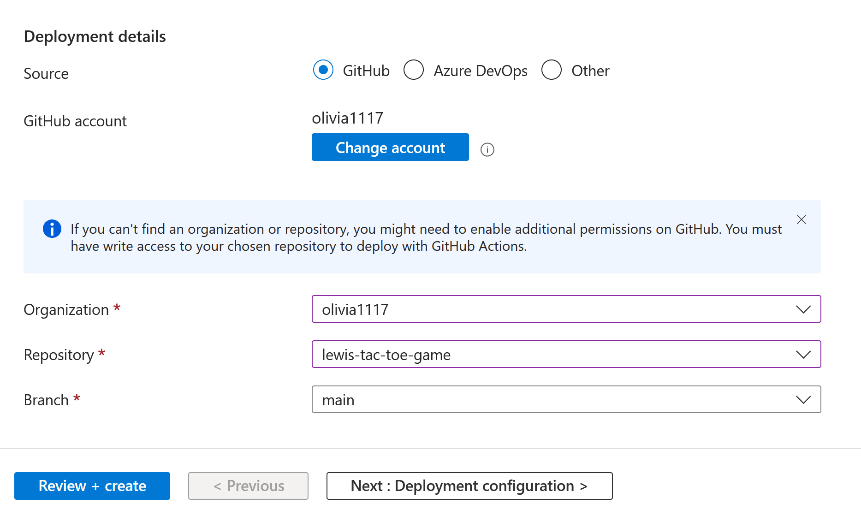 Deployment details
Source GitHub Azure DevOps Other
GitHub account olivia1117
Change account
If you can't find an organization or repository, you might need to enable additional permissions on GitHub. You must
have write access to your chosen repository to deploy with GitHub Actions.
Organization * olivia1117
Repository * lewis-tac-toe-game
Branch * main
Review + create < Previous Next : Deployment configuration >